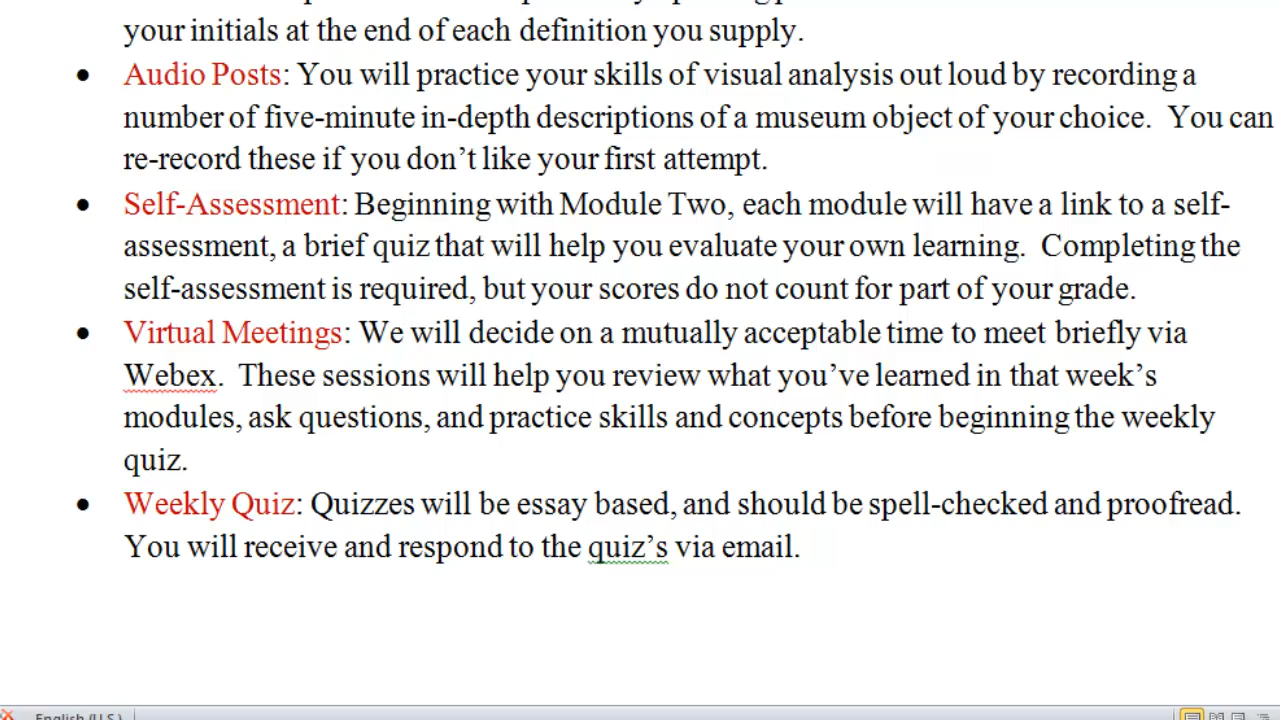 your initials at the end of each definition you supply.
• Audio Posts: You will practice your skills of visual analysis out loud by recording a
number of five-minute in-depth descriptions of a museum object of your choice.  You can
re-record these if you don’t like your first attempt.
• Self-Assessment: Beginning with Module Two, each module will have a link to a self-
assessment, a brief quiz that will help you evaluate your own learning.  Completing the
self-assessment is required, but your scores do not count for part of your grade.
• Virtual Meetings: We will decide on a mutually acceptable time to meet briefly via
Webex.  These sessions will help you review what you’ve learned in that week’s
modules, ask questions, and practice skills and concepts before beginning the weekly
quiz.
• Weekly Quiz: Quizzes will be essay based, and should be spell-checked and proofread.
You will receive and respond to the quiz’s via email.
English (U.S.)